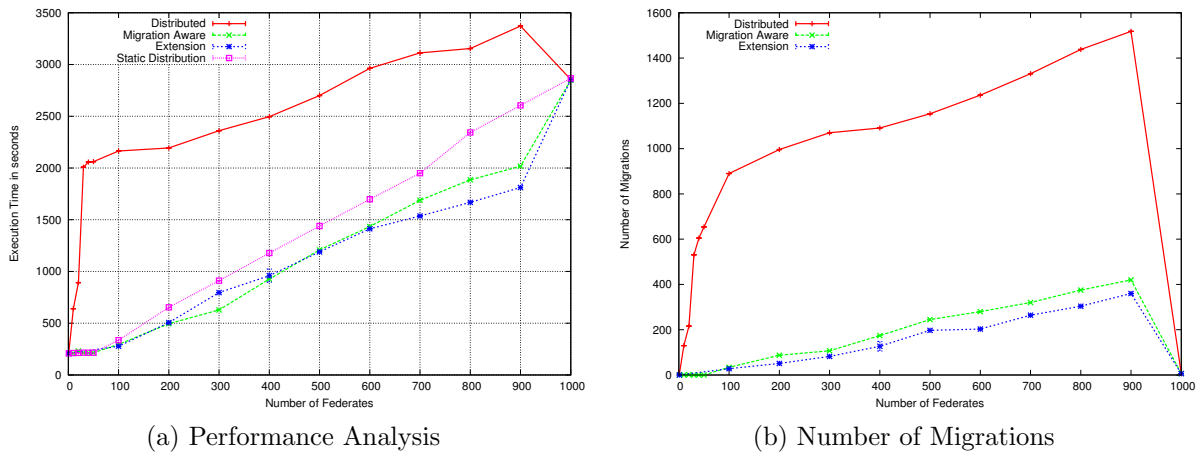 Distributed
Migration Aware
Extension
Static Distribution
3500
3000
2500
2000
1500
1000
500
0
Execution Time in seconds
0 100 200 300 400 500 600 700 800 900 1000
Number of Federates
(a) Performance Analysis
1600
Distributed
Migration Aware
Extension
1400
1200
1000
800
600
400
200
0
Number of Migrations
0 100 200 300 400 500 600 700 800 900 1000
Number of Federates
(b) Number of Migrations